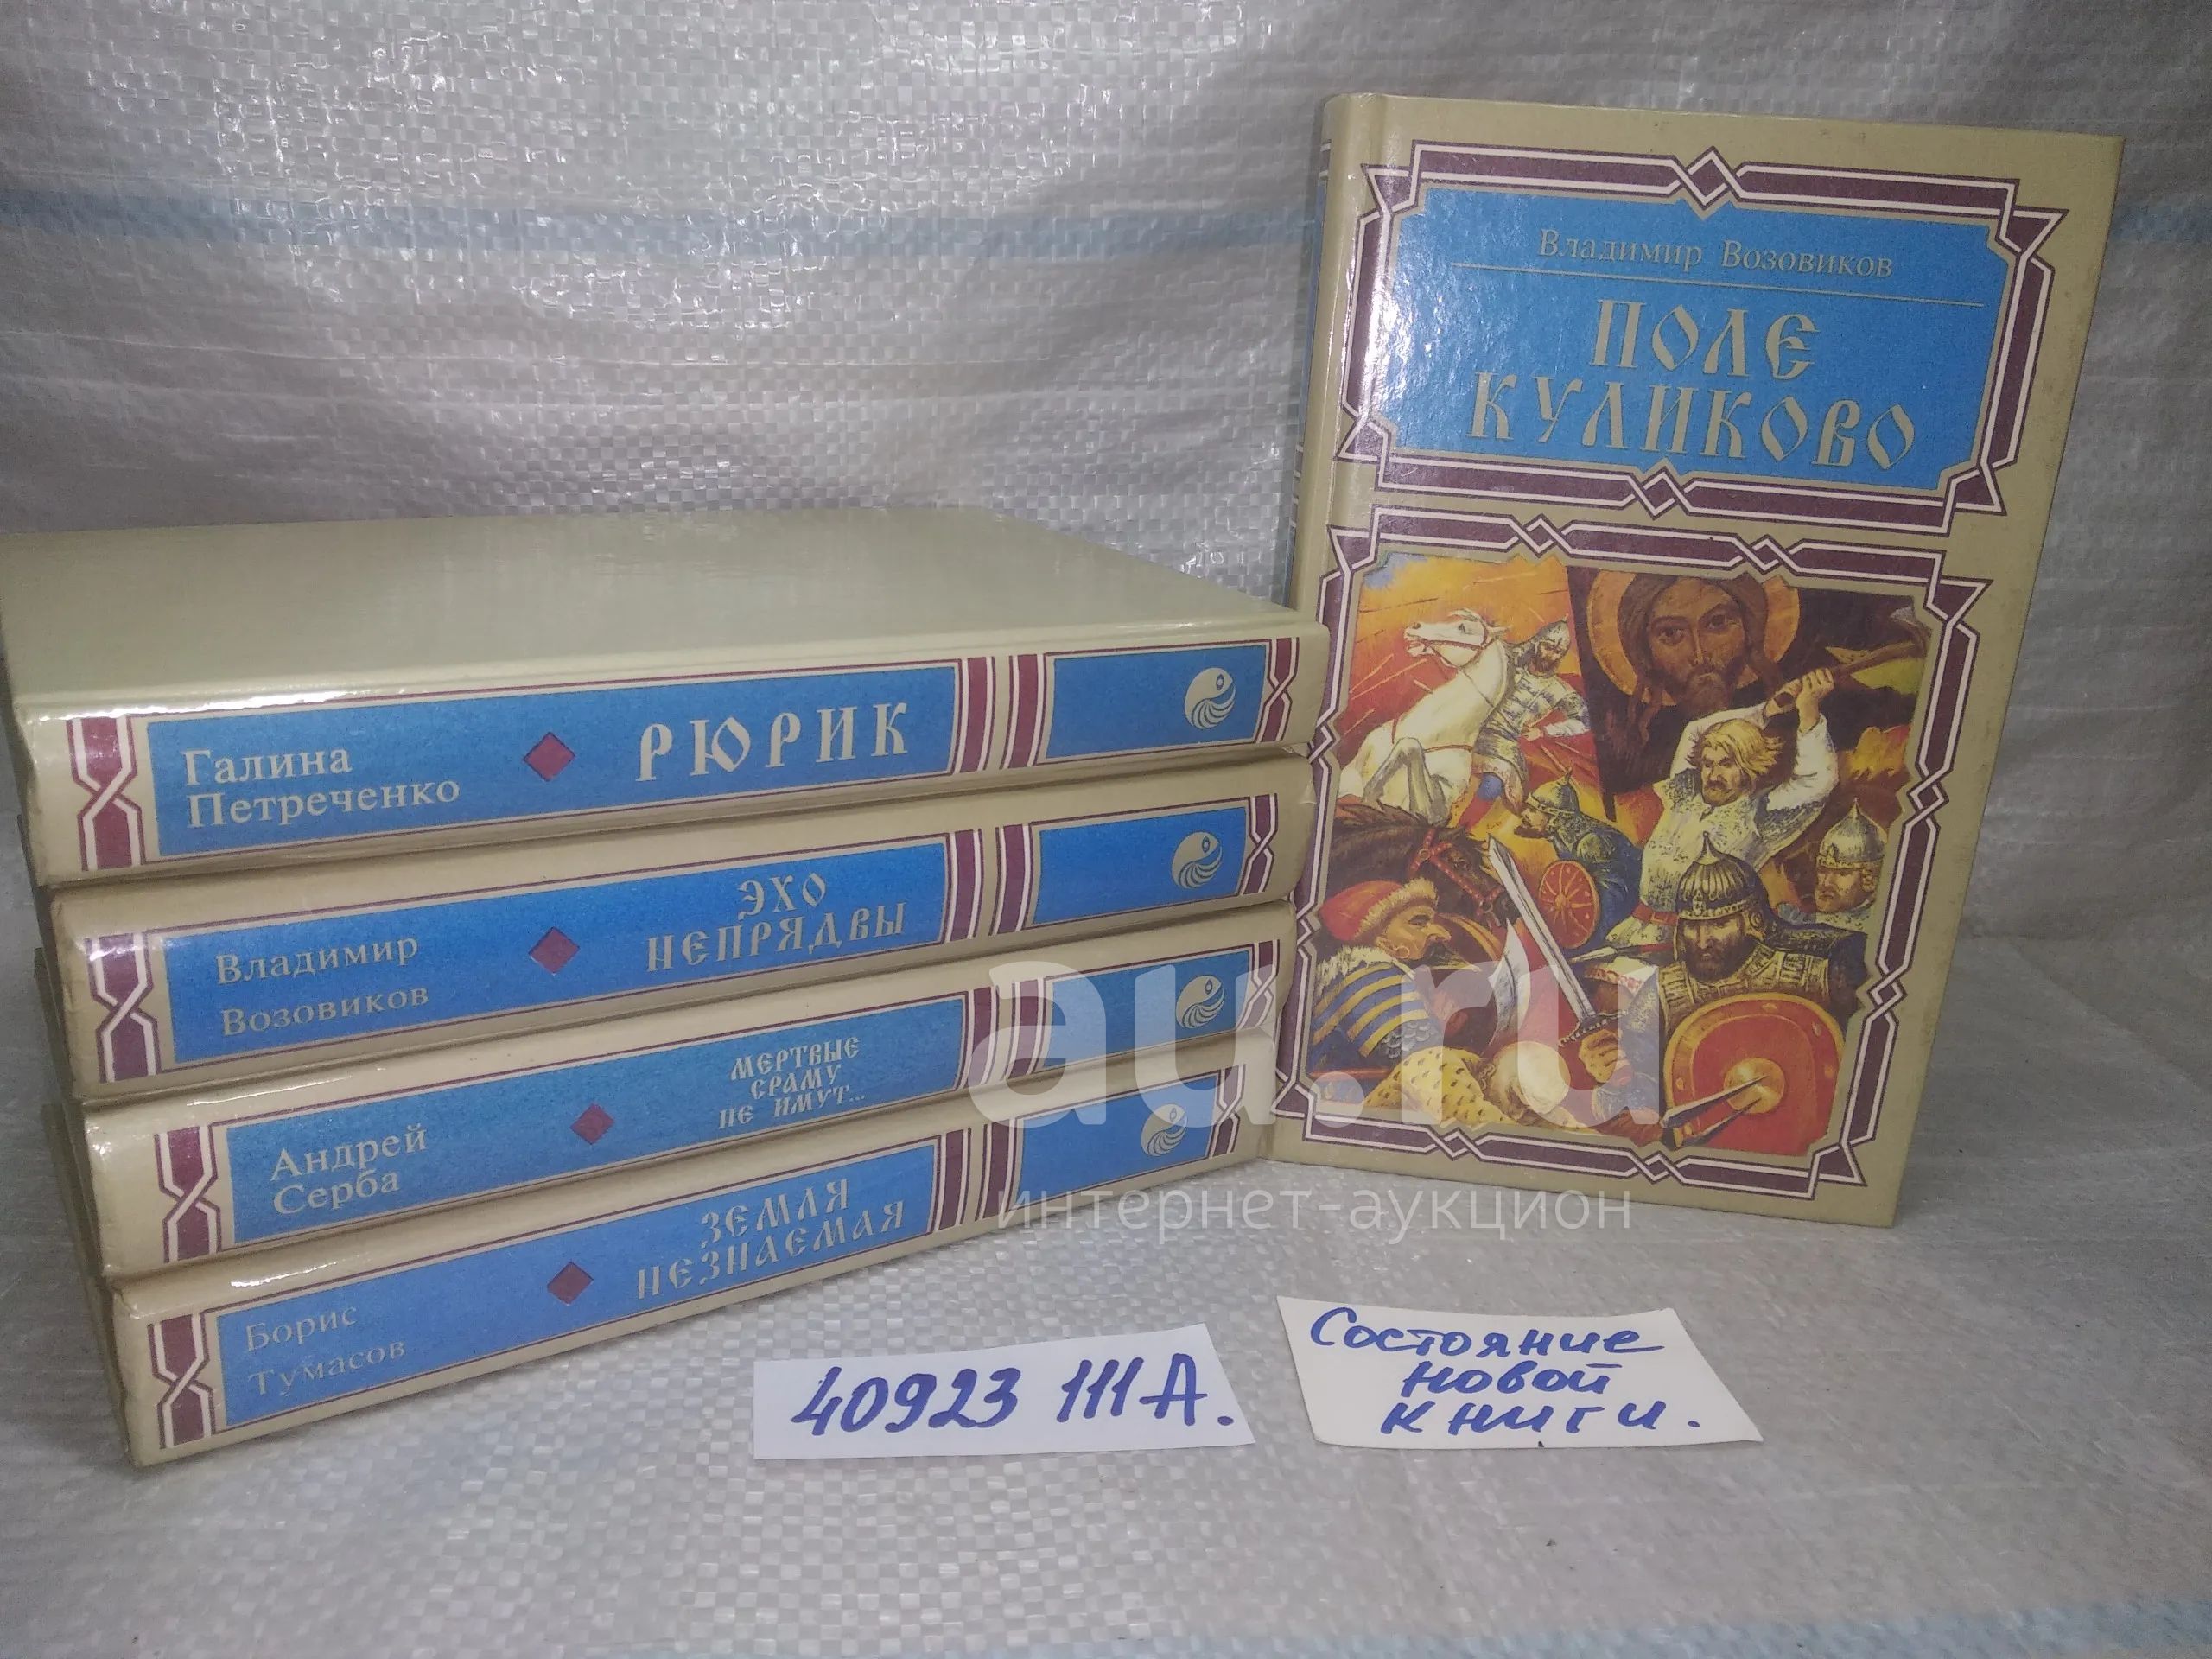 Владимир Возовиков
ПОЛЕ
КУЛИКОВО
Галина
Петреченко
РЮРИК
Владимир
Возовиков
ЭХО
НЕПРЯДВЫ
Андрей
Серба
МЕРТВЫЕ
СРАМУ
НЕ ИМУТ...
Борис
Тумасов
ЗЕМЛЯ
НЕЗНАЕМАЯ
au.ru
интернет-аукцион
40923 111А.
Состояние
новой
книги.